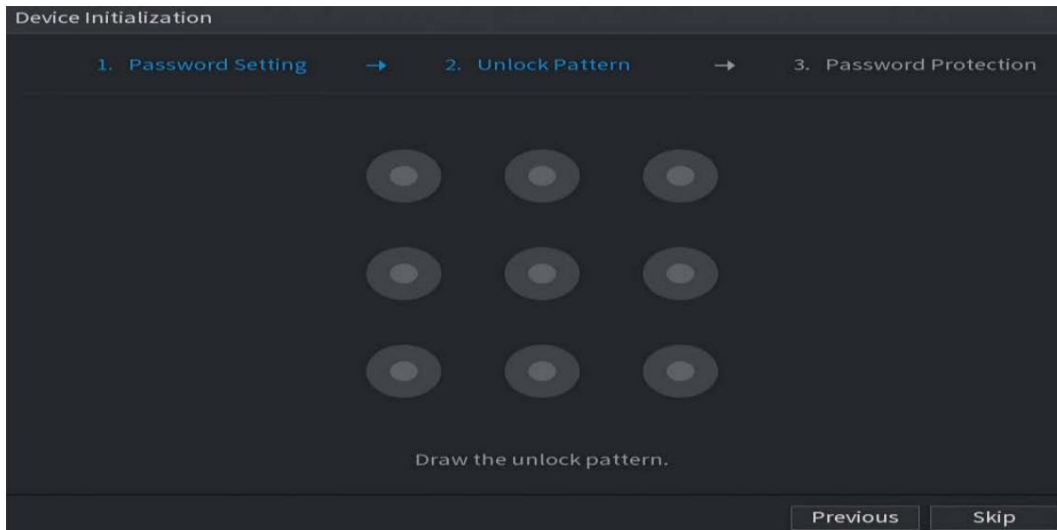 Device Initialization
1. Password Setting → 2. Unlock Pattern → 3. Password Protection
Draw the unlock pattern.
Previous Skip